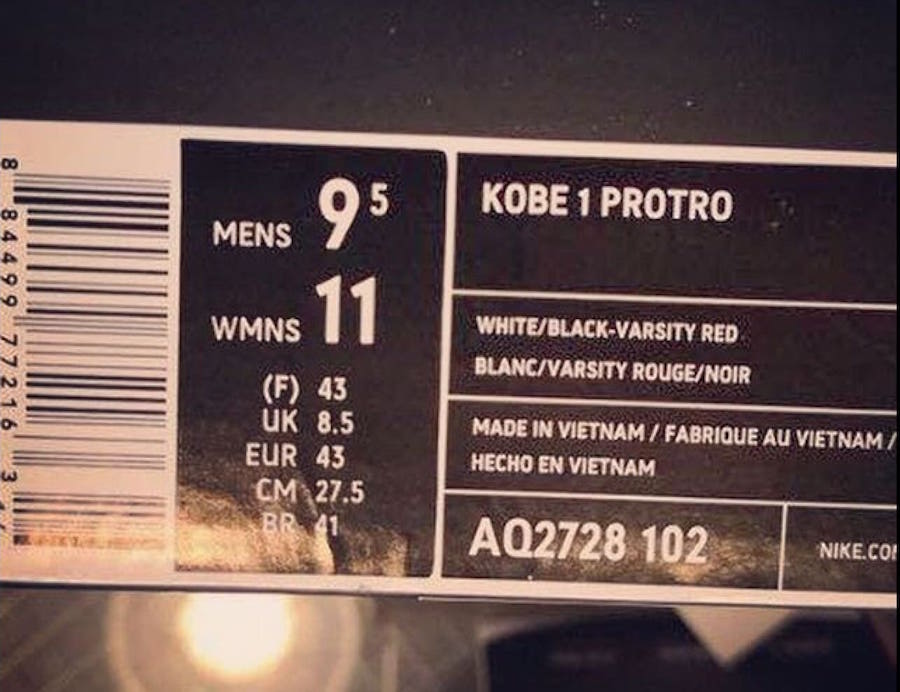 8 84499 77216 3
MENS 9 5
WMNS 11
(F) 43
UK 8.5
EUR 43
CM 27.5
BR 41
KOBE 1 PROTRO
WHITE/BLACK-VARSITY RED
BLANC/VARSITY ROUGE/NOIR
MADE IN VIETNAM / FABRIQUE AU VIETNAM /
HECHO EN VIETNAM
AQ2728 102
NIKE.CO